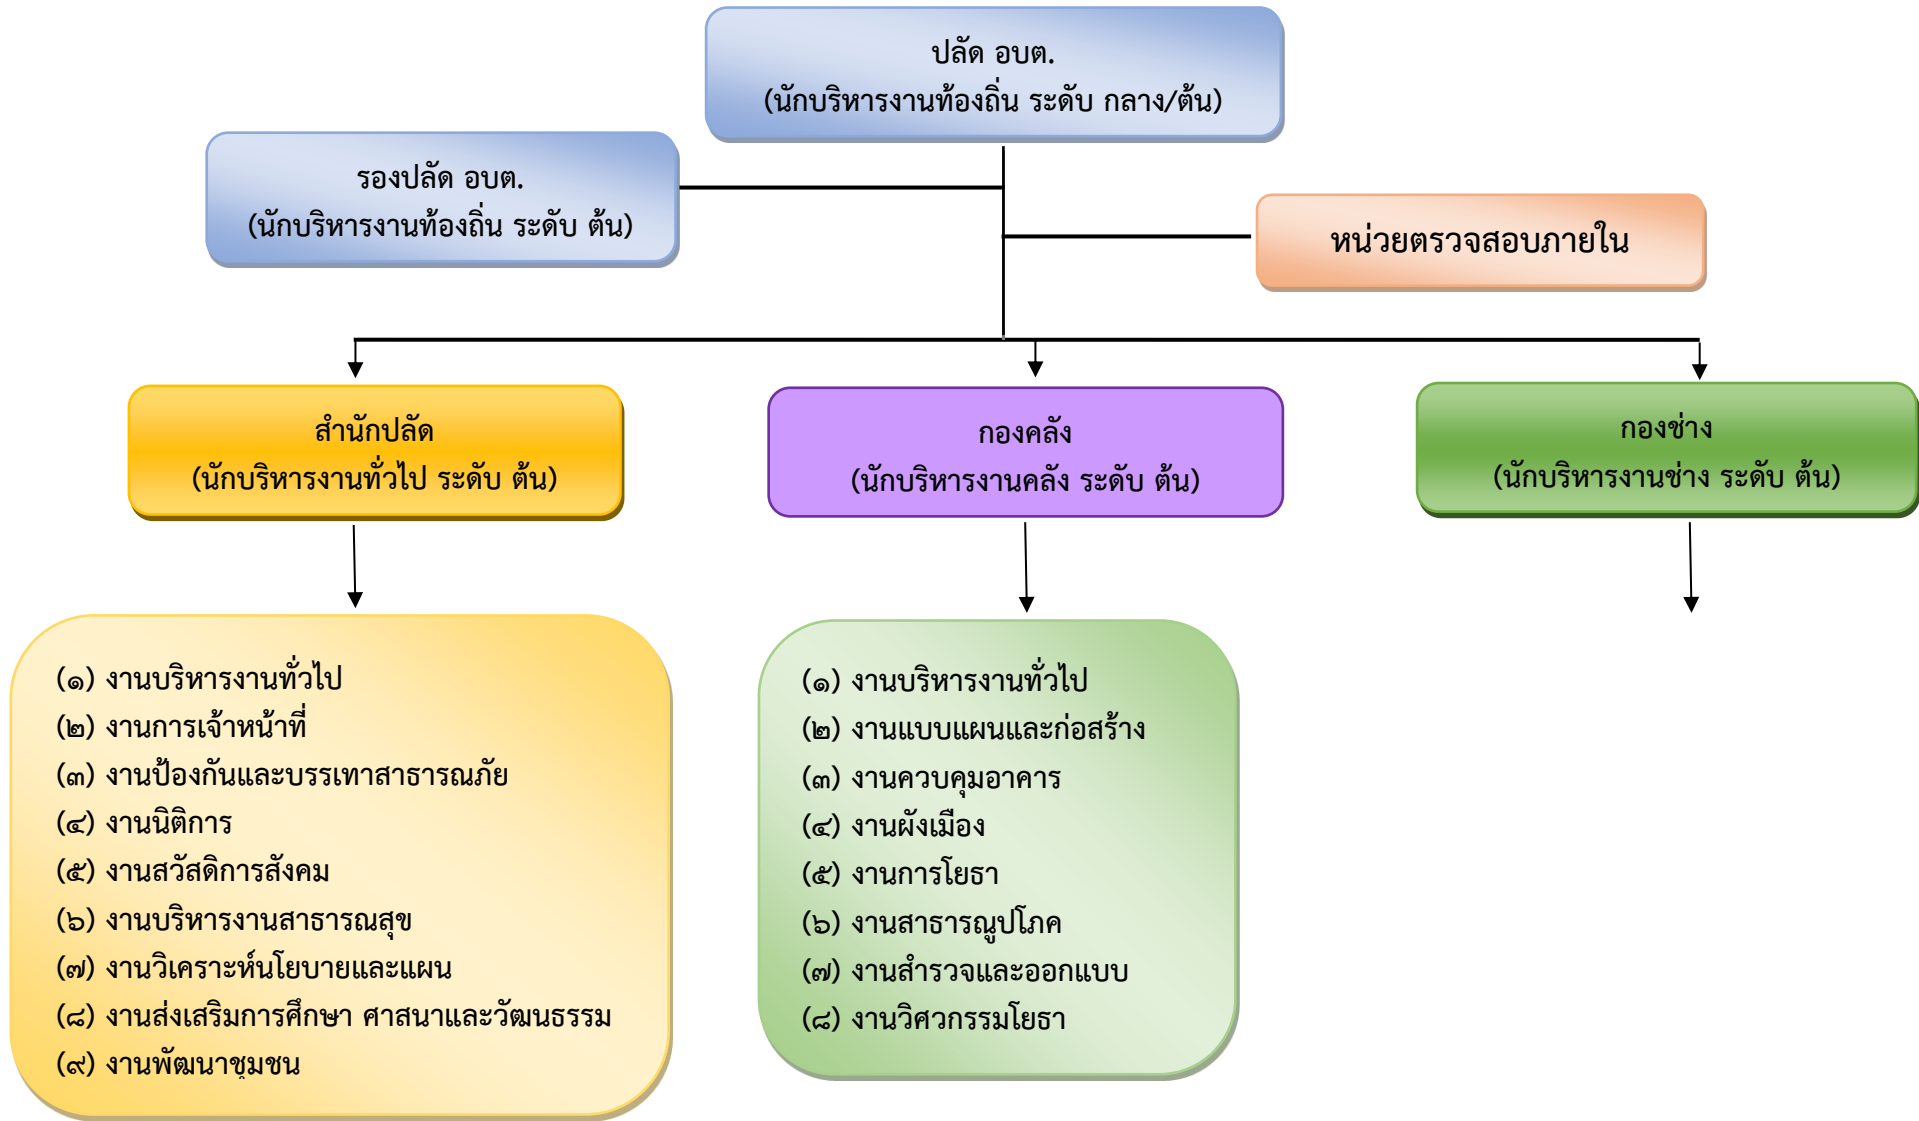 ปลัด อบต.
(นักบริหารงานท้องถิ่น ระดับ กลาง/ต้น)
รองปลัด อบต.
(นักบริหารงานท้องถิ่น ระดับ ต้น)
หน่วยตรวจสอบภายใน
สำนักปลัด
(นักบริหารงานทั่วไป ระดับ ต้น)
กองคลัง
(นักบริหารงานคลัง ระดับ ต้น)
กองช่าง
(นักบริหารงานช่าง ระดับ ต้น)
(๑) งานบริหารงานทั่วไป
(๒) งานการเจ้าหน้าที่
(๓) งานป้องกันและบรรเทาสาธารณภัย
(๔) งานนิติการ
(๕) งานสวัสดิการสังคม
(๖) งานบริหารงานสาธารณสุข
(๗) งานวิเคราะห์นโยบายและแผน
(๘) งานส่งเสริมการศึกษา ศาสนาและวัฒนธรรม
(๙) งานพัฒนาชุมชน
(๑) งานบริหารงานทั่วไป
(๒) งานแบบแผนและก่อสร้าง
(๓) งานควบคุมอาคาร
(๔) งานผังเมือง
(๕) งานการโยธา
(๖) งานสาธารณูปโภค
(๗) งานสำรวจและออกแบบ
(๘) งานวิศวกรรมโยธา